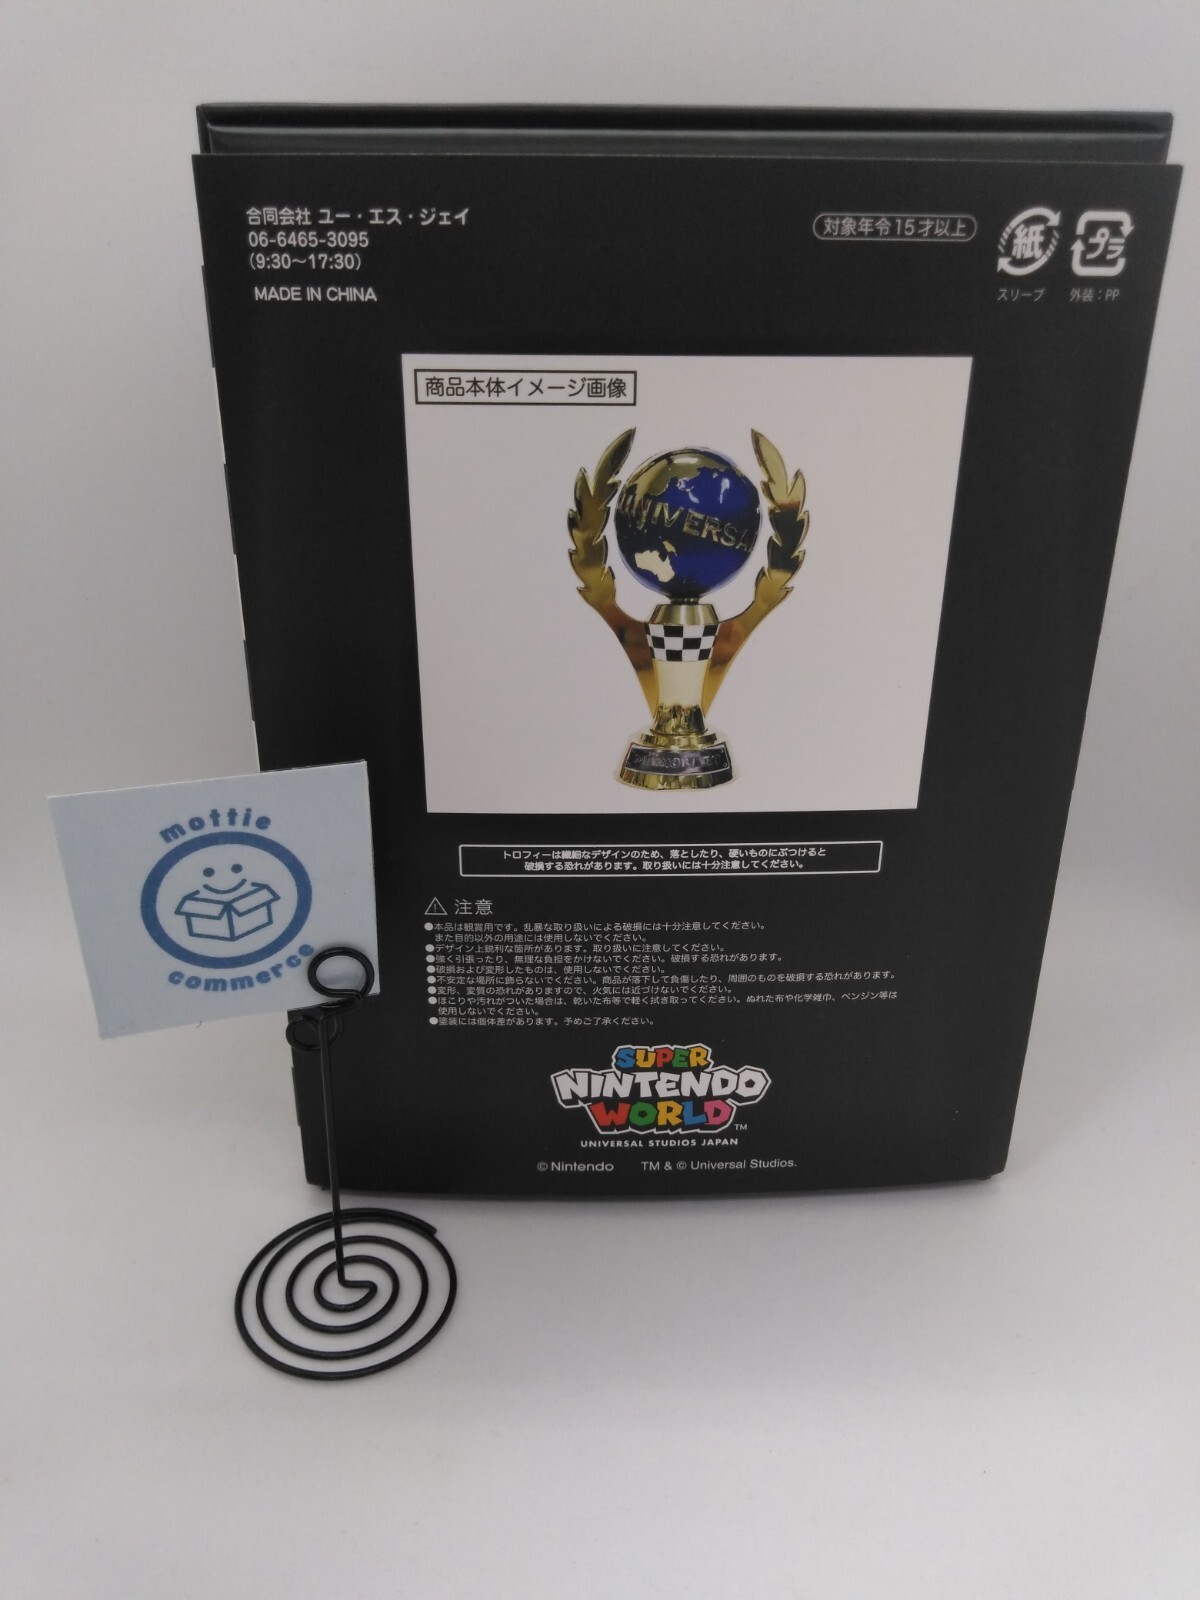 合同会社 ユー・エス・ジェイ
06-6465-3095
(9:30～17:30)
MADE IN CHINA
対象年令15才以上
紙
スリーブ
プラ
外装：PP
商品本体イメージ画像
UNIVERSAL
トロフィーは繊細なデザインのため、落としたり、硬いものにぶつけると
破損する恐れがあります。取り扱いには十分注意してください。
⚠ 注意
●本品は観賞用です。乱暴な取り扱いによる破損には十分注意してください。
また目的以外の用途には使用しないでください。
●デザイン上鋭利な箇所があります。取り扱いに注意してください。
●強く引張ったり、無理な負担をかけないでください。破損する恐れがあります。
●破損および変形したものは、使用しないでください。
●不安定な場所に飾らないでください。商品が落下して負傷したり、周囲のものを破損する恐れがあります。
●変形、変質の恐れがありますので、火気には近づけないでください。
●ほこりや汚れがついた場合は、乾いた布等で軽く拭き取ってください。ぬれた布や化学雑巾、ベンジン等は
使用しないでください。
●塗装には個体差があります。予めご了承ください。
SUPER
NINTENDO
WORLD™
UNIVERSAL STUDIOS JAPAN
© Nintendo TM & © Universal Studios.
mottie
commerce